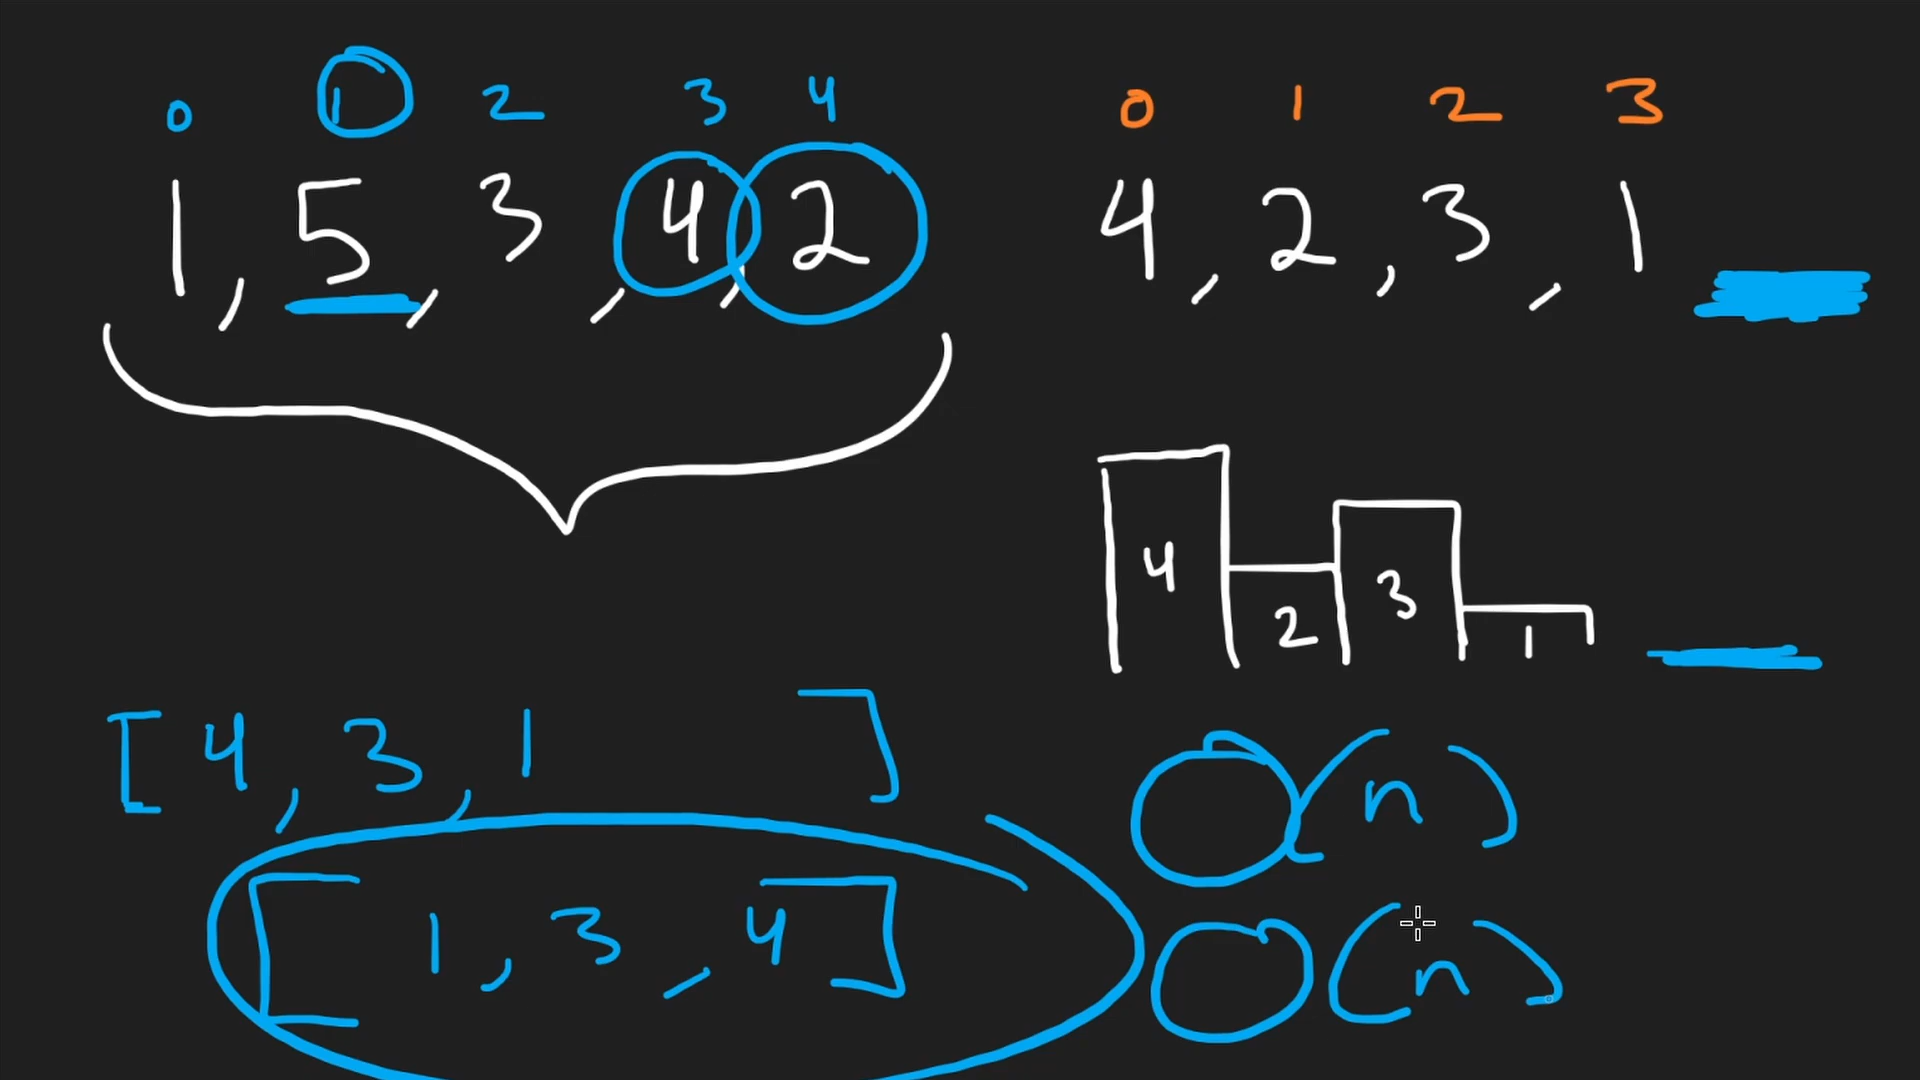 0 1 2 3 4
1, 5, 3, 4, 2
0 1 2 3
4, 2, 3, 1
4 2 3 1
[4, 3, 1 ]
[ 1, 3, 4]
O(n)
O(n)